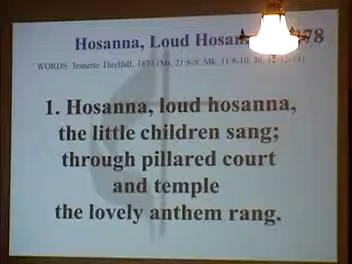 Hosanna, Loud Hosan 78
WORDS: Jeanette Threlfall, 1873 (Mt. 21:8-9; Mk. 11:8-10;
1. Hosanna, loud hosanna,
the little children sang;
through pillared court
and temple
the lovely anthem rang.